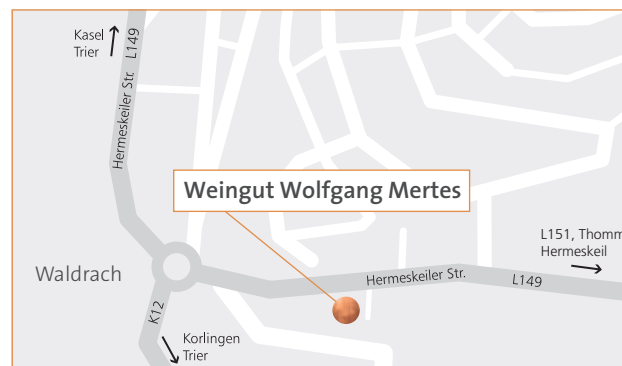 Kasel
Trier
L149
Hermeskeiler Str.
Weingut Wolfgang Mertes
L151, Thomm
Hermeskeil
Waldrach
Hermeskeiler Str.
L149
K12
Korlingen
Trier